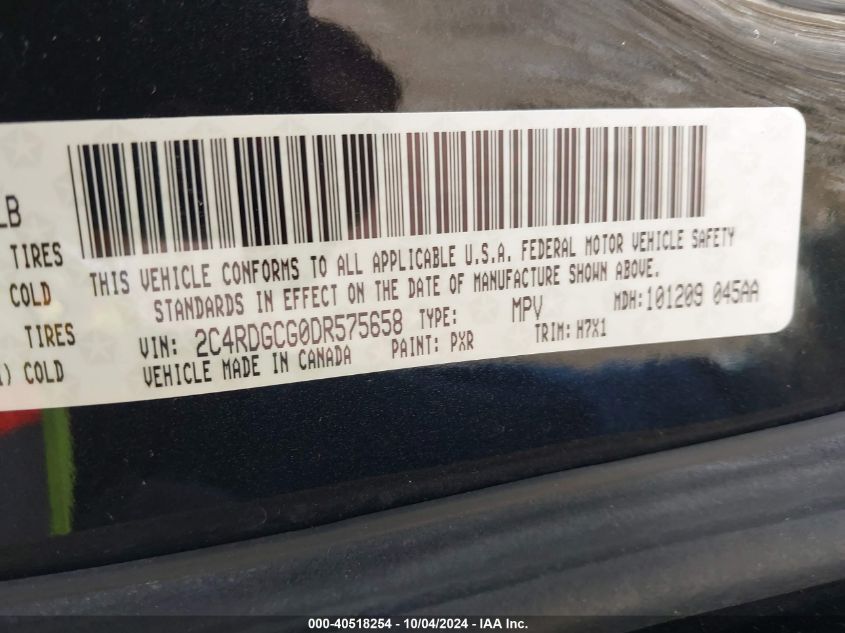 LB
TIRES
COLD
TIRES
) COLD
THIS VEHICLE CONFORMS TO ALL APPLICABLE U.S.A. FEDERAL MOTOR VEHICLE SAFETY
STANDARDS IN EFFECT ON THE DATE OF MANUFACTURE SHOWN ABOVE.
VIN: 2C4RDGCG0DR575658 TYPE: MPV MDH:101209 045AA
VEHICLE MADE IN CANADA PAINT: PXR TRIM: H7X1
000-40518254 - 10/04/2024 - IAA Inc.